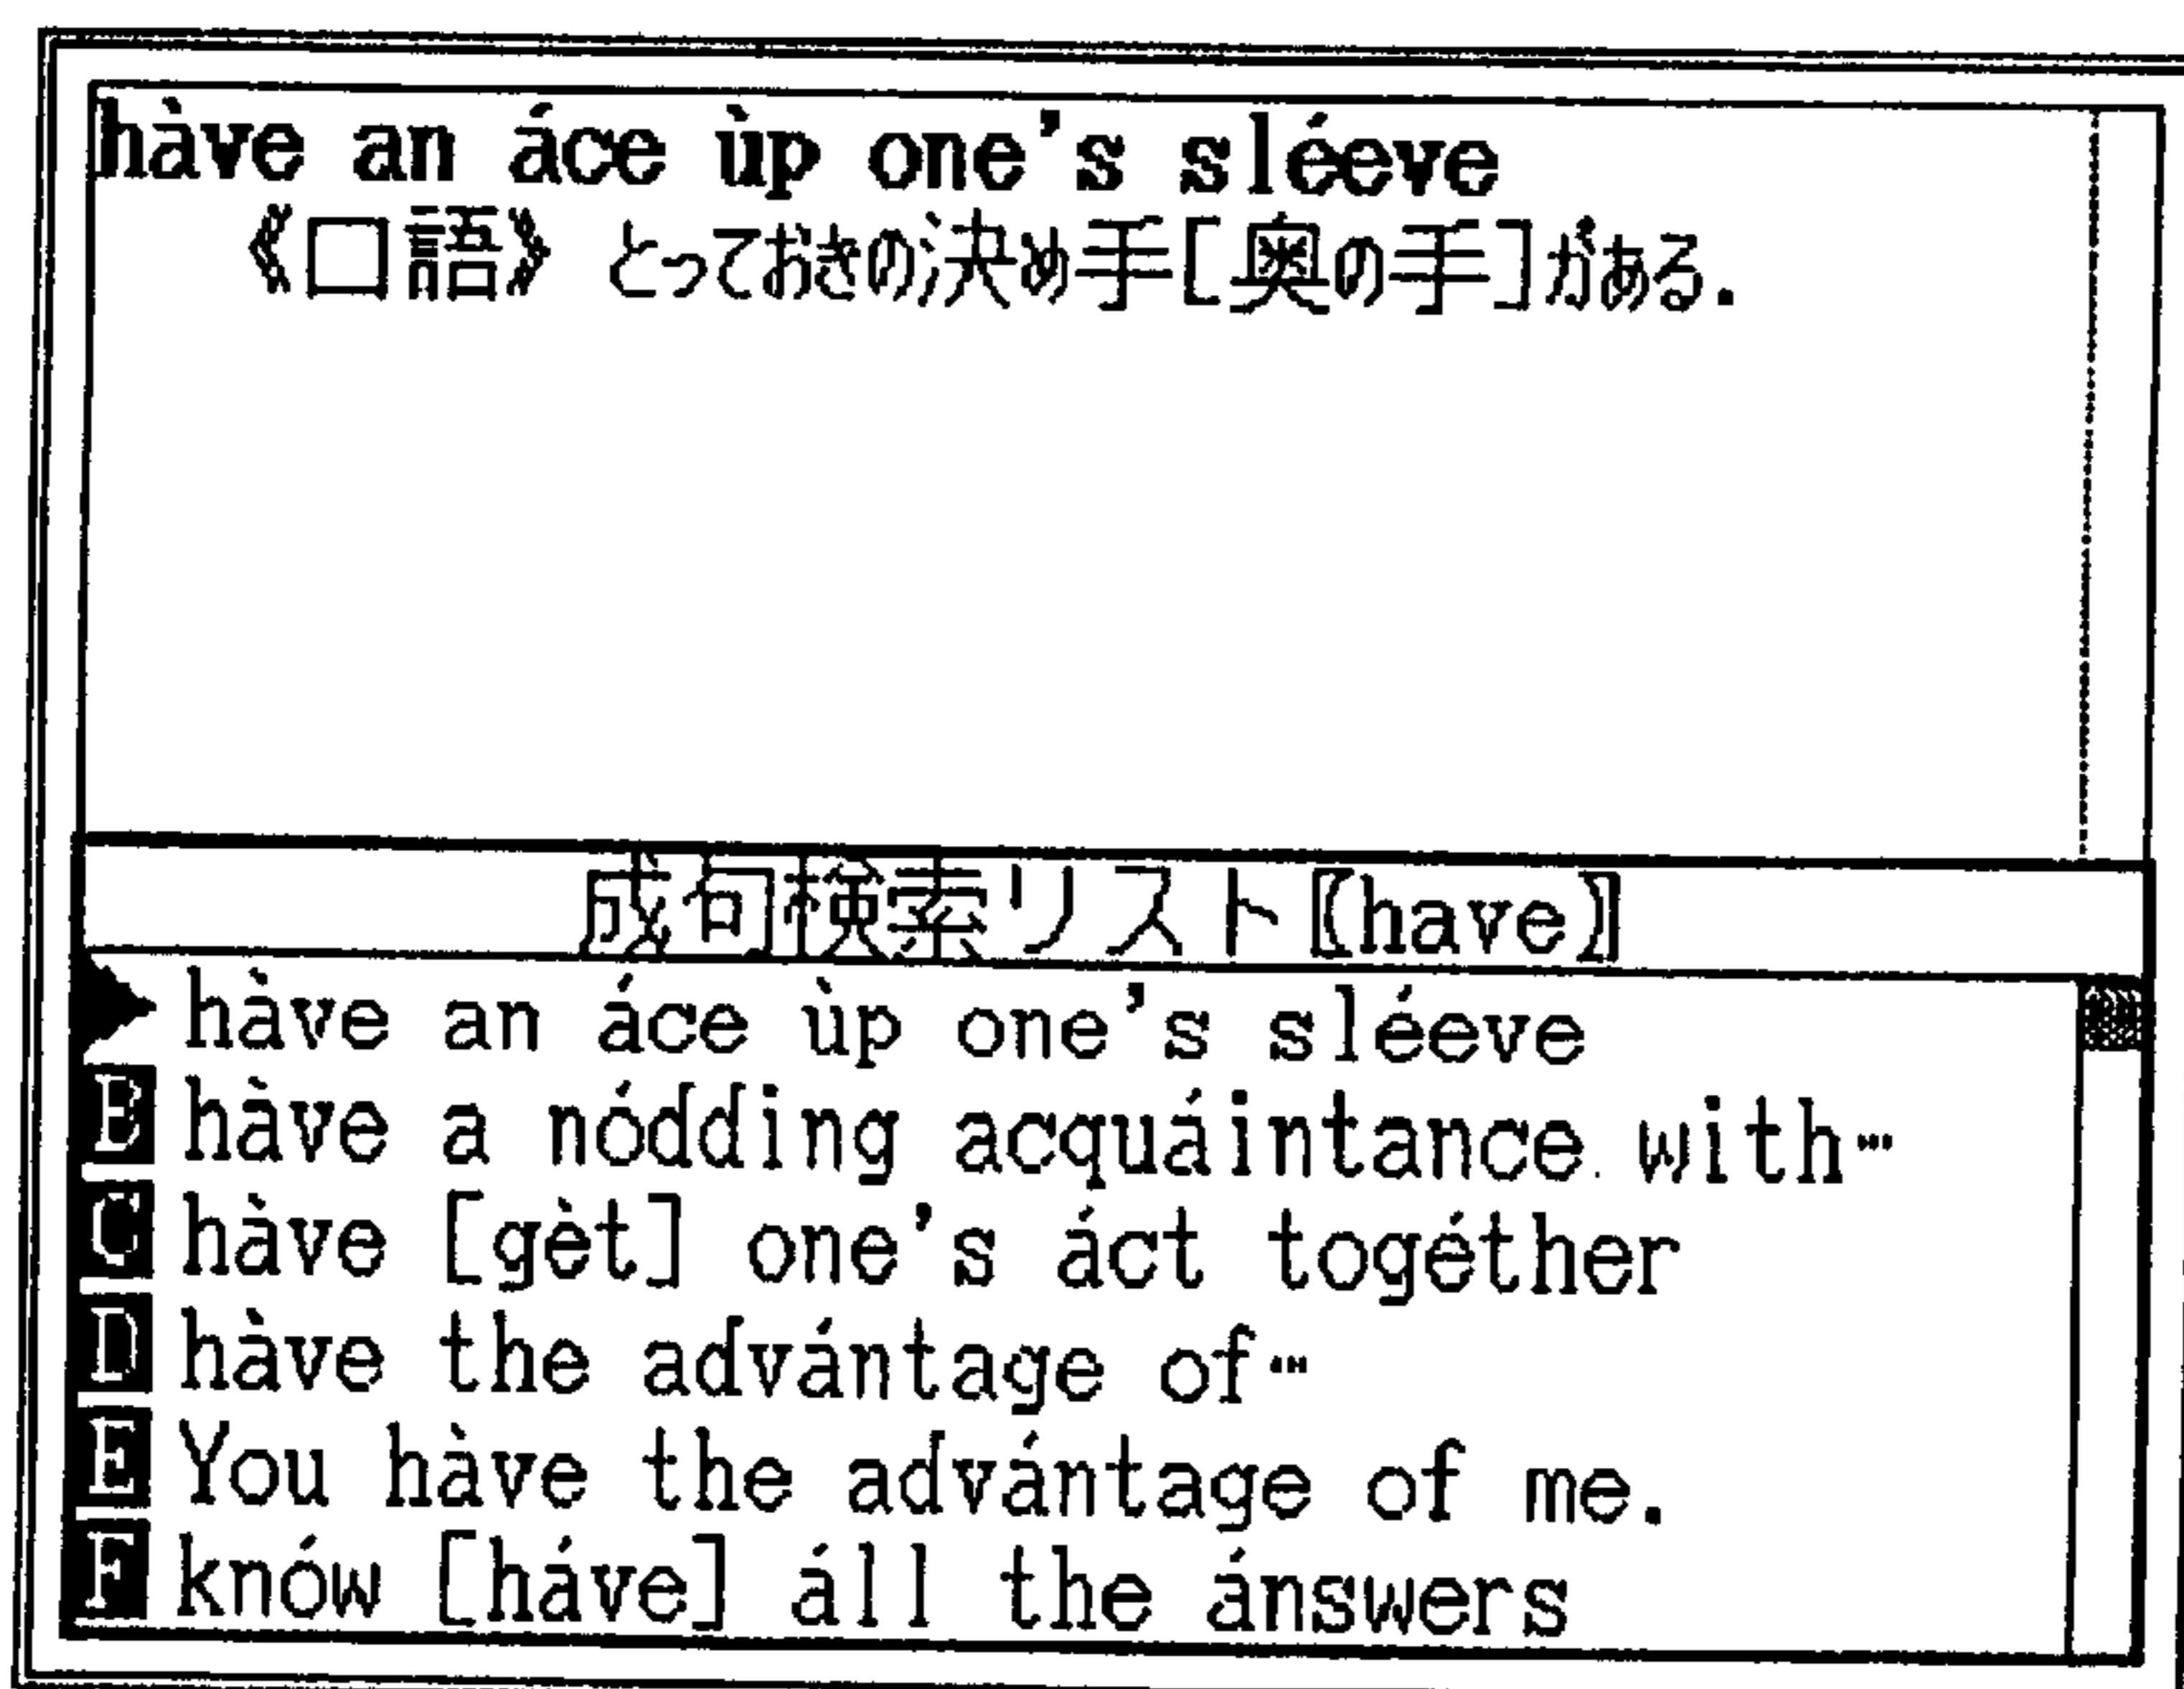 hàve an áce ùp one's sléeve
《口語》 とっておきの決め手[奥の手]がある.
成句検索リスト〖have〗
hàve an áce ùp one's sléeve
B hàve a nódding acquáintance with…
C hàve [gèt] one's áct togéther
D hàve the advántage of…
E You hàve the advántage of me.
F knów [háve] áll the ánswers